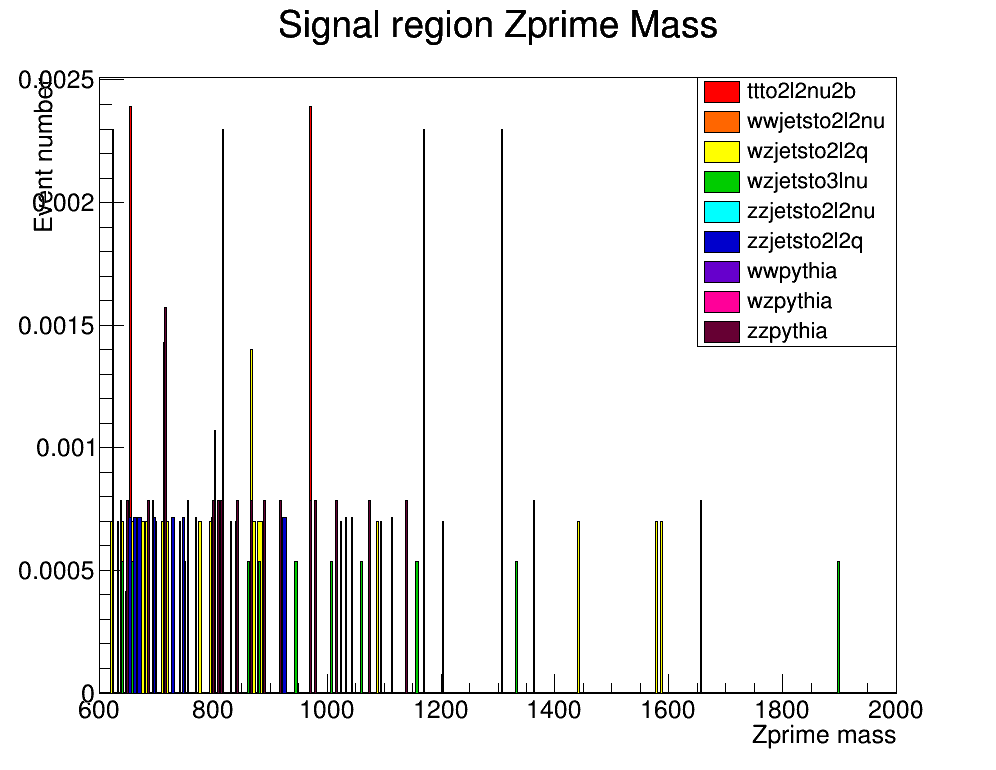 Signal region Zprime Mass
Event number
0.0025
0.002
0.0015
0.001
0.0005
0
600
800
1000
1200
1400
1600
1800
2000
Zprime mass
ttto2l2nu2b
wwjetsto2l2nu
wzjetsto2l2q
wzjetsto3lnu
zzjetsto2l2nu
zzjetsto2l2q
wwpythia
wzpythia
zzpythia